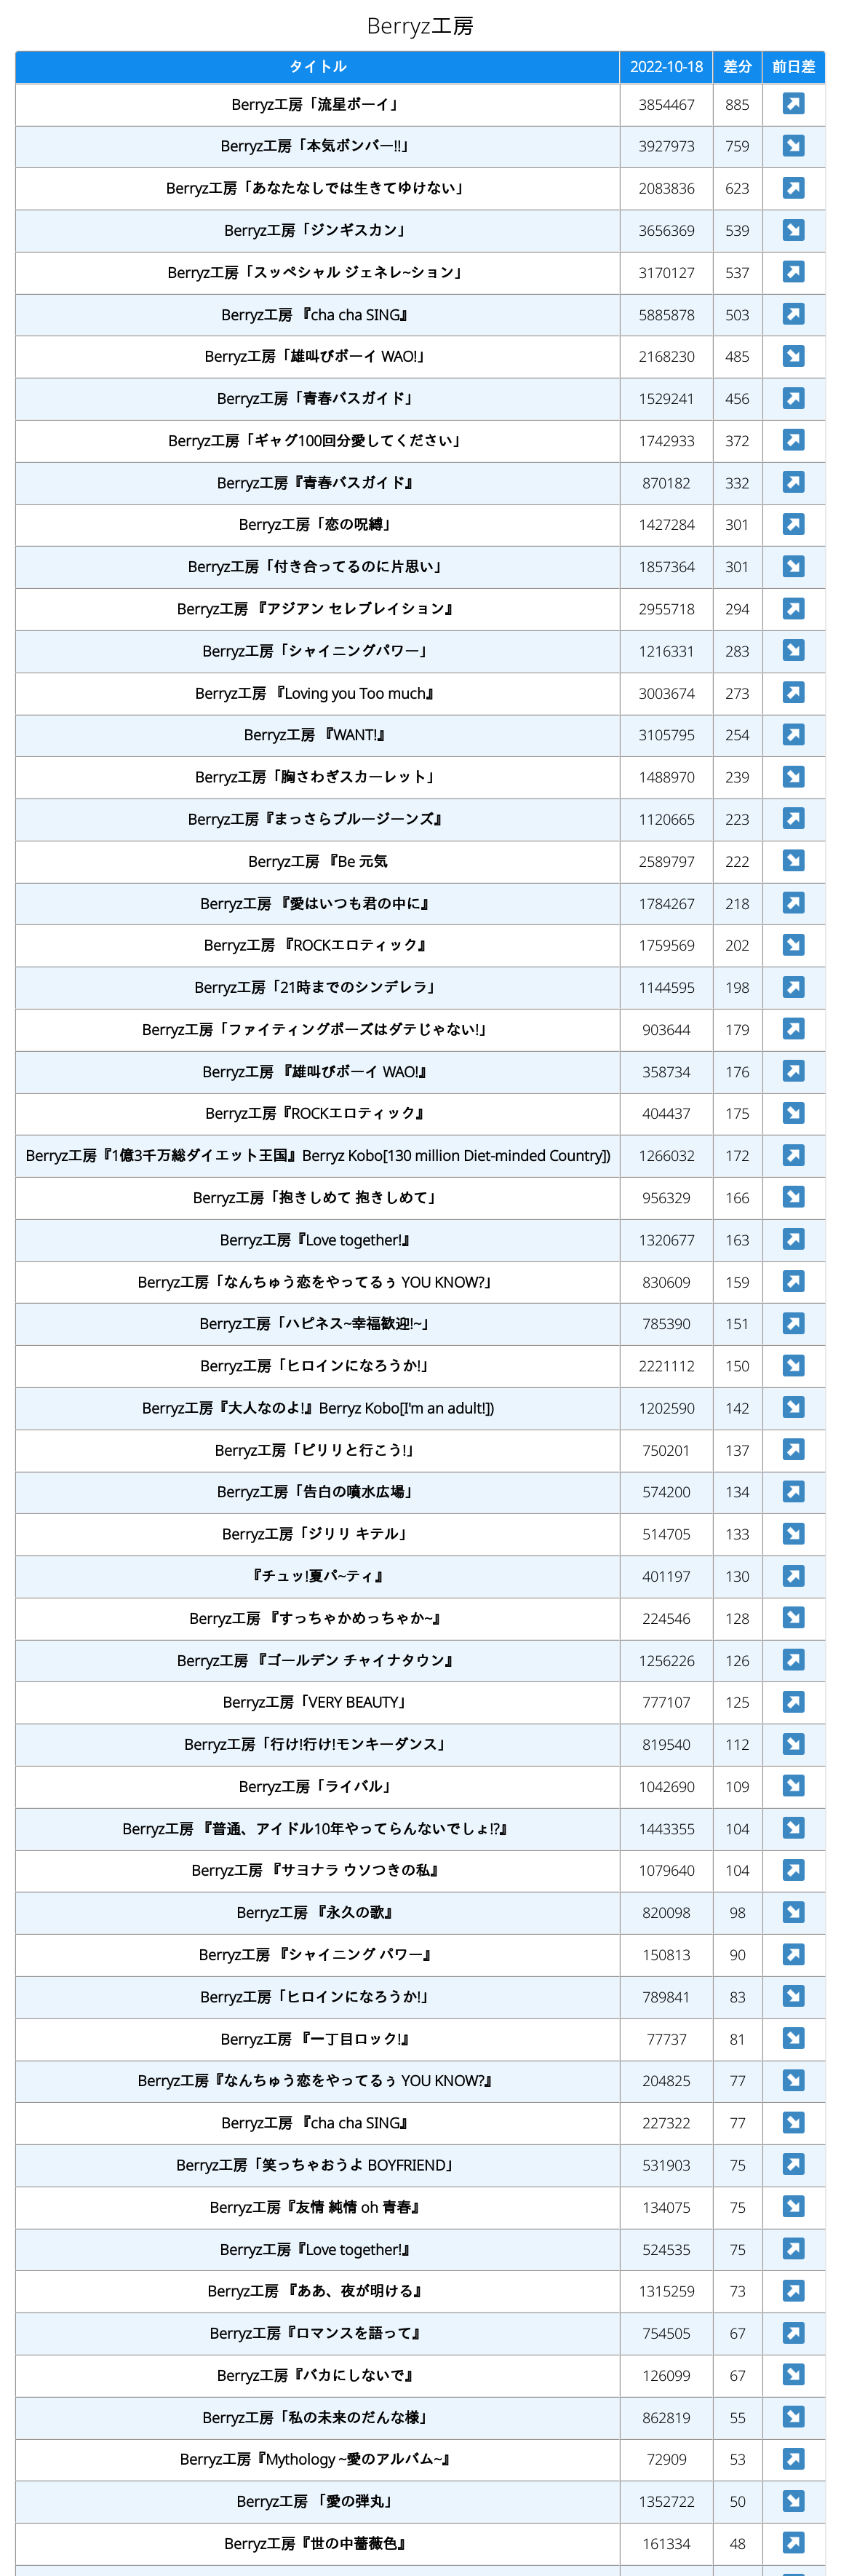 Berryz工房
タイトル 2022-10-18 差分 前日差
Berryz工房「流星ボーイ」 3854467 885 ↗
Berryz工房「本気ボンバー!!」 3927973 759 ↘
Berryz工房「あなたなしでは生きてゆけない」 2083836 623 ↗
Berryz工房「ジンギスカン」 3656369 539 ↘
Berryz工房「スッペシャル ジェネレ~ション」 3170127 537 ↗
Berryz工房 『cha cha SING』 5885878 503 ↗
Berryz工房「雄叫びボーイ WAO!」 2168230 485 ↘
Berryz工房「青春バスガイド」 1529241 456 ↗
Berryz工房「ギャグ100回分愛してください」 1742933 372 ↗
Berryz工房『青春バスガイド』 870182 332 ↗
Berryz工房「恋の呪縛」 1427284 301 ↗
Berryz工房「付き合ってるのに片思い」 1857364 301 ↘
Berryz工房 『アジアン セレブレイション』 2955718 294 ↗
Berryz工房「シャイニングパワー」 1216331 283 ↘
Berryz工房 『Loving you Too much』 3003674 273 ↗
Berryz工房 『WANT!』 3105795 254 ↗
Berryz工房「胸さわぎスカーレット」 1488970 239 ↘
Berryz工房『まっさらブルージーンズ』 1120665 223 ↗
Berryz工房 『Be 元気 2589797 222 ↘
Berryz工房 『愛はいつも君の中に』 1784267 218 ↗
Berryz工房 『ROCKエロティック』 1759569 202 ↘
Berryz工房「21時までのシンデレラ」 1144595 198 ↗
Berryz工房「ファイティングポーズはダテじゃない!」 903644 179 ↗
Berryz工房 『雄叫びボーイ WAO!』 358734 176 ↗
Berryz工房『ROCKエロティック』 404437 175 ↘
Berryz工房『1億3千万総ダイエット王国』Berryz Kobo[130 million Diet-minded Country]) 1266032 172 ↗
Berryz工房「抱きしめて 抱きしめて」 956329 166 ↘
Berryz工房『Love together!』 1320677 163 ↗
Berryz工房「なんちゅう恋をやってるぅ YOU KNOW?」 830609 159 ↗
Berryz工房「ハピネス~幸福歓迎!~」 785390 151 ↗
Berryz工房「ヒロインになろうか!」 2221112 150 ↘
Berryz工房『大人なのよ!』Berryz Kobo[I'm an adult!]) 1202590 142 ↘
Berryz工房「ピリリと行こう!」 750201 137 ↗
Berryz工房「告白の噴水広場」 574200 134 ↗
Berryz工房「ジリリ キテル」 514705 133 ↘
『チュッ!夏パ~ティ』 401197 130 ↗
Berryz工房 『すっちゃかめっちゃか~』 224546 128 ↘
Berryz工房 『ゴールデン チャイナタウン』 1256226 126 ↗
Berryz工房「VERY BEAUTY」 777107 125 ↗
Berryz工房「行け!行け!モンキーダンス」 819540 112 ↘
Berryz工房「ライバル」 1042690 109 ↘
Berryz工房 『普通、アイドル10年やってらんないでしょ!?』 1443355 104 ↘
Berryz工房 『サヨナラ ウソつきの私』 1079640 104 ↗
Berryz工房 『永久の歌』 820098 98 ↘
Berryz工房 『シャイニング パワー』 150813 90 ↗
Berryz工房「ヒロインになろうか!」 789841 83 ↘
Berryz工房 『一丁目ロック!』 77737 81 ↘
Berryz工房『なんちゅう恋をやってるぅ YOU KNOW?』 204825 77 ↘
Berryz工房 『cha cha SING』 227322 77 ↘
Berryz工房「笑っちゃおうよ BOYFRIEND」 531903 75 ↗
Berryz工房『友情 純情 oh 青春』 134075 75 ↘
Berryz工房『Love together!』 524535 75 ↗
Berryz工房 『ああ、夜が明ける』 1315259 73 ↗
Berryz工房『ロマンスを語って』 754505 67 ↗
Berryz工房『バカにしないで』 126099 67 ↘
Berryz工房「私の未来のだんな様」 862819 55 ↘
Berryz工房『Mythology ~愛のアルバム~』 72909 53 ↗
Berryz工房 「愛の弾丸」 1352722 50 ↘
Berryz工房『世の中薔薇色』 161334 48 ↗